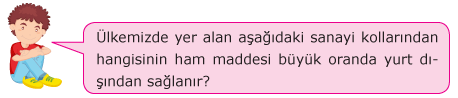 Ülkemizde yer alan aşağıdaki sanayi kollarından
hangisinin ham maddesi büyük oranda yurt dı-
şından sağlanır?